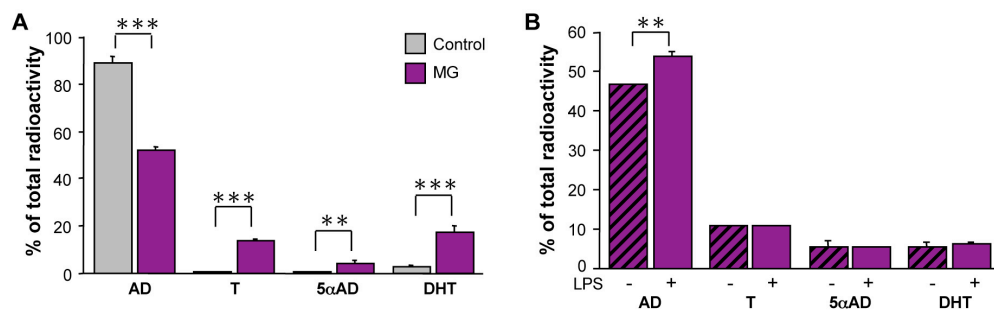 A
% of total radioactivity
100
80
60
40
20
0
***
***
**
***
Control
MG
AD T 5αAD DHT
B
% of total radioactivity
60
50
40
30
20
10
0
**
LPS - + - + - + - +
AD T 5αAD DHT